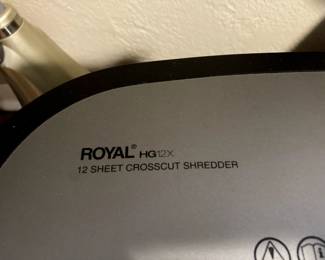 ROYAL® HG12X
12 SHEET CROSSCUT SHREDDER